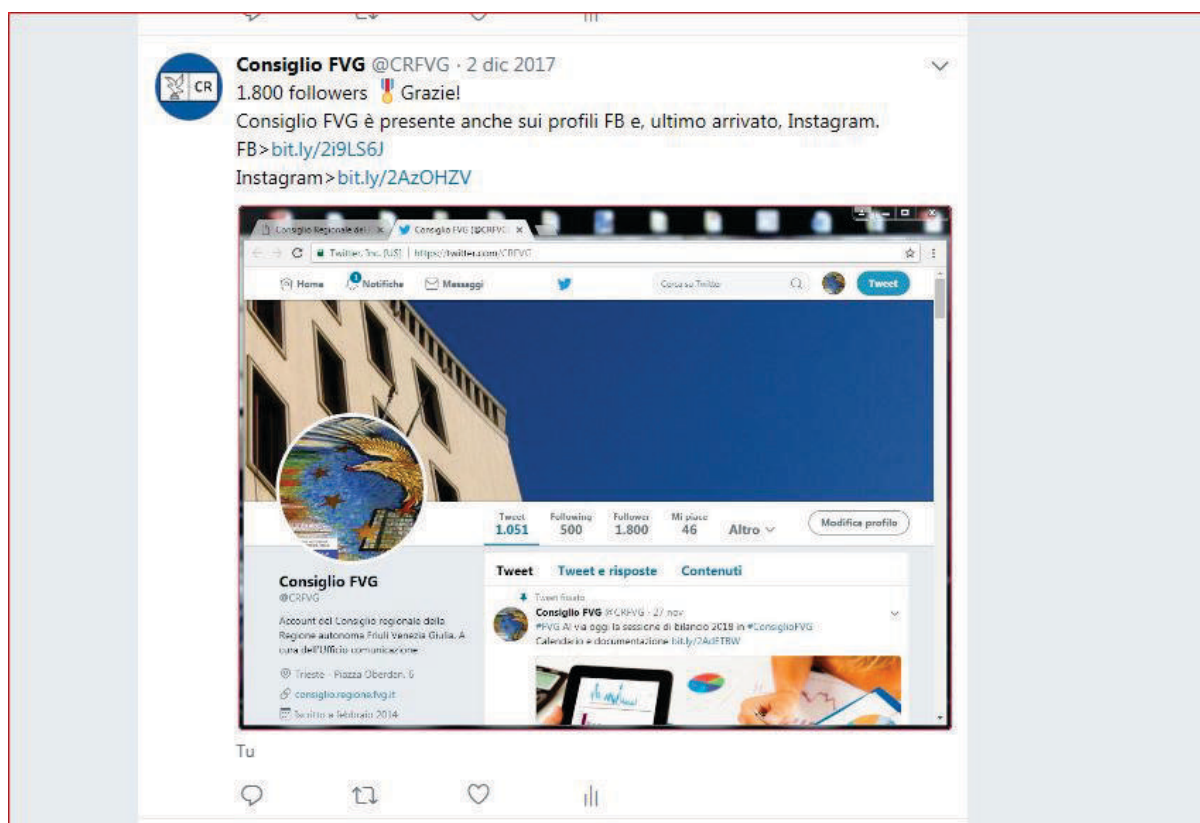 CR
Consiglio FVG @CRFVG · 2 dic 2017
1.800 followers 🎖 Grazie!
Consiglio FVG è presente anche sui profili FB e, ultimo arrivato, Instagram.
FB>bit.ly/2i9LS6J
Instagram>bit.ly/2AzOHZV
Consiglio Regionale del
Consiglio FVG (@CRFVG)
Twitter, Inc. [US] | https://twitter.com/CRFVG
Home 1 Notifiche Messaggi Cerca su Twitter Tweet
Tweet Following Follower Mi piace
1.051 500 1.800 46 Altro Modifica profilo
Tweet Tweet e risposte Contenuti
Consiglio FVG
@CRFVG
Account del Consiglio regionale della
Regione autonoma Friuli Venezia Giulia. A
cura dell'Ufficio comunicazione
Trieste - Piazza Oberdan, 6
consiglio.regione.fvg.it
Iscritto a febbraio 2014
Tweet fissato
Consiglio FVG @CRFVG · 27 nov
#FVG Al via oggi la sessione di bilancio 2018 in #ConsiglioFVG
Calendario e documentazione
Tu